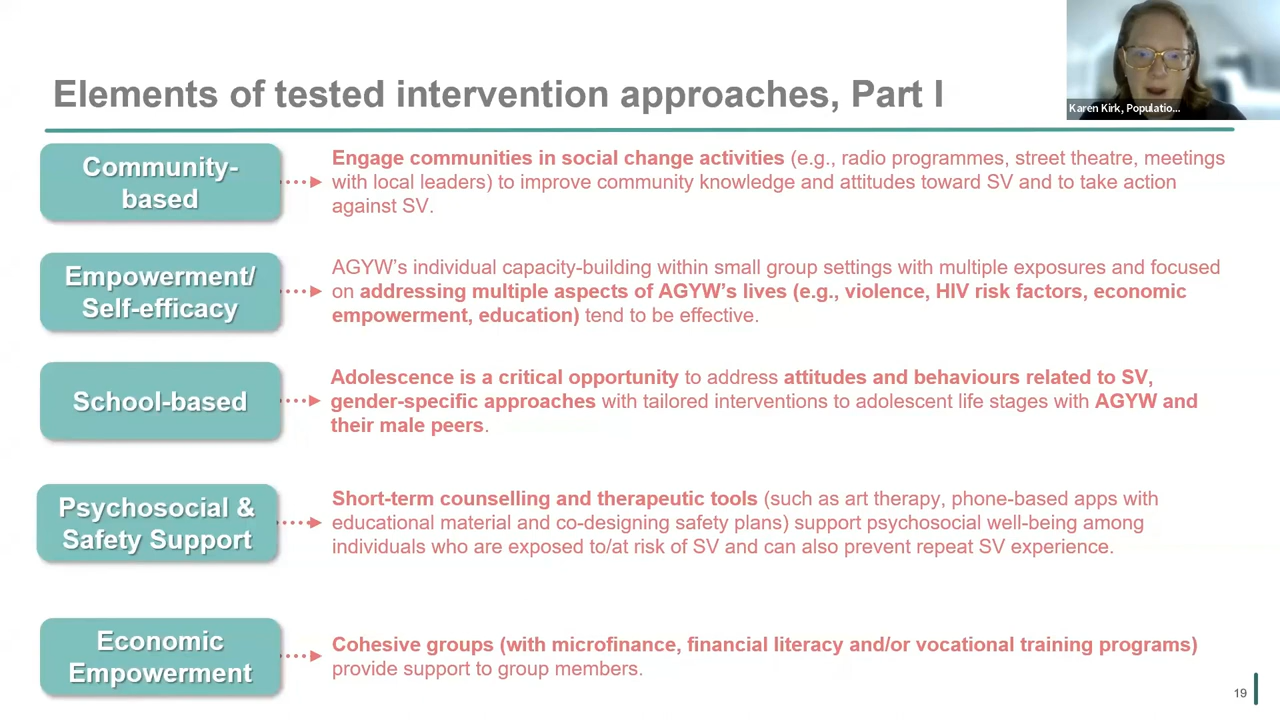 Elements of tested intervention approaches, Part I
Karen Kirk, Populatio...
Community-
based
Engage communities in social change activities (e.g., radio programmes, street theatre, meetings
with local leaders) to improve community knowledge and attitudes toward SV and to take action
against SV.
Empowerment/
Self-efficacy
AGYW’s individual capacity-building within small group settings with multiple exposures and focused
on addressing multiple aspects of AGYW’s lives (e.g., violence, HIV risk factors, economic
empowerment, education) tend to be effective.
School-based
Adolescence is a critical opportunity to address attitudes and behaviours related to SV,
gender-specific approaches with tailored interventions to adolescent life stages with AGYW and
their male peers.
Psychosocial &
Safety Support
Short-term counselling and therapeutic tools (such as art therapy, phone-based apps with
educational material and co-designing safety plans) support psychosocial well-being among
individuals who are exposed to/at risk of SV and can also prevent repeat SV experience.
Economic
Empowerment
Cohesive groups (with microfinance, financial literacy and/or vocational training programs)
provide support to group members.
19